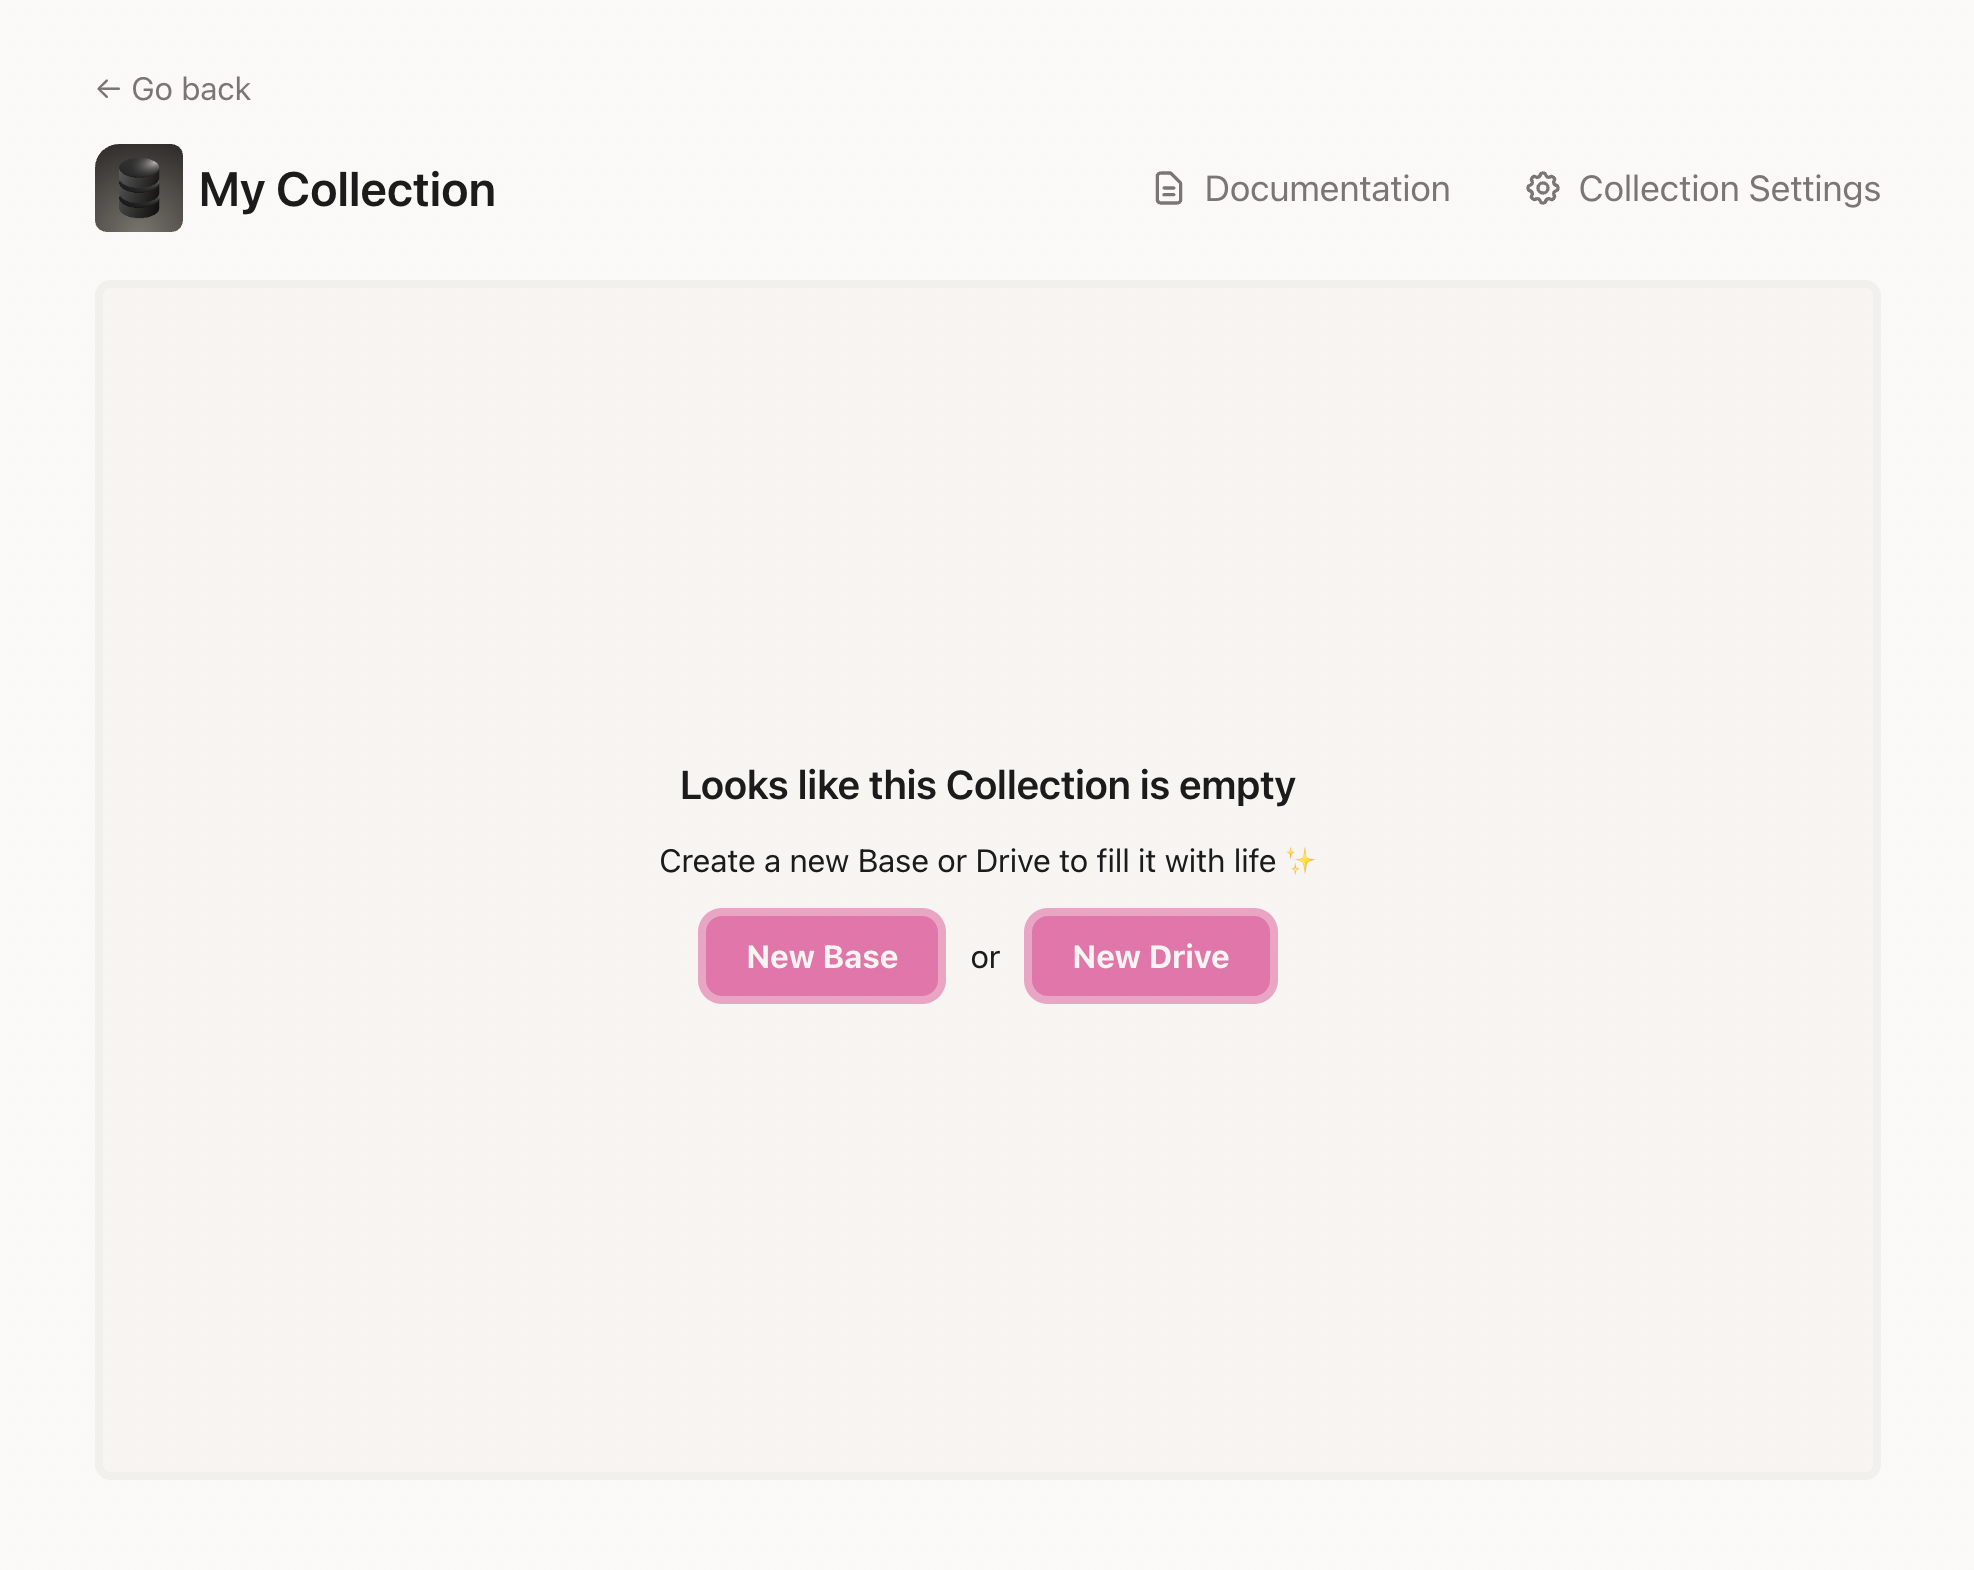 ← Go back
My Collection
Documentation
Collection Settings
Looks like this Collection is empty
Create a new Base or Drive to fill it with life ✨
New Base or New Drive